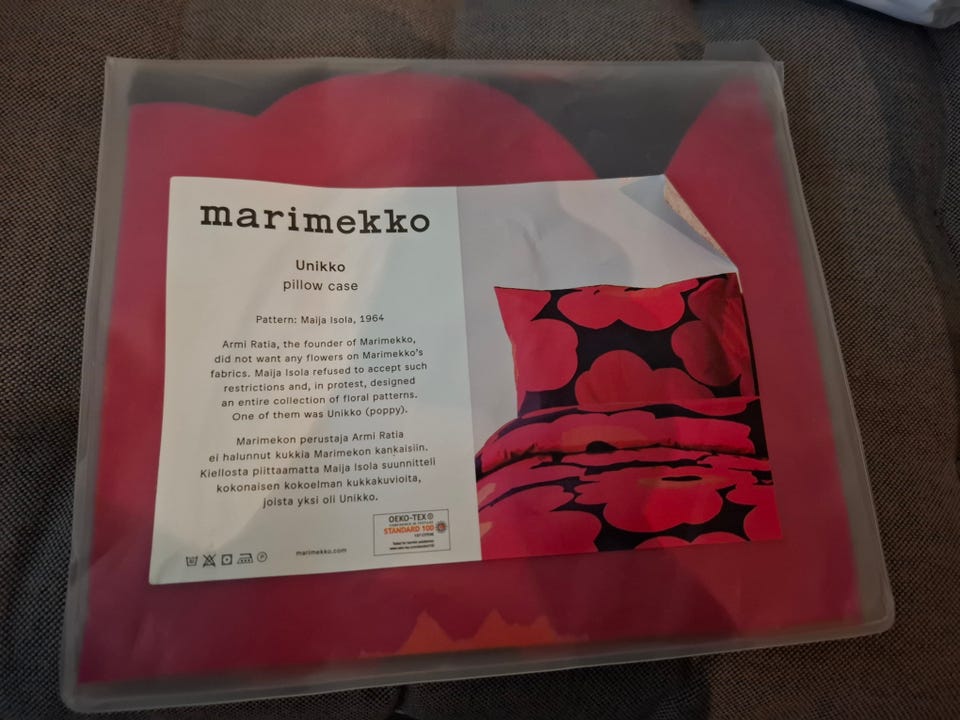 marimekko
Unikko
pillow case
Pattern: Maija Isola, 1964
Armi Ratia, the founder of Marimekko,
did not want any flowers on Marimekko's
fabrics. Maija Isola refused to accept such
restrictions and, in protest, designed
an entire collection of floral patterns.
One of them was Unikko (poppy).
Marimekon perustaja Armi Ratia
ei halunnut kukkia Marimekon kankaisiin.
Kiellosta piittaamatta Maija Isola suunnitteli
kokonaisen kokoelman kukkakuvioita,
joista yksi oli Unikko.
OEKO-TEX
STANDARD 100
marimekko.com